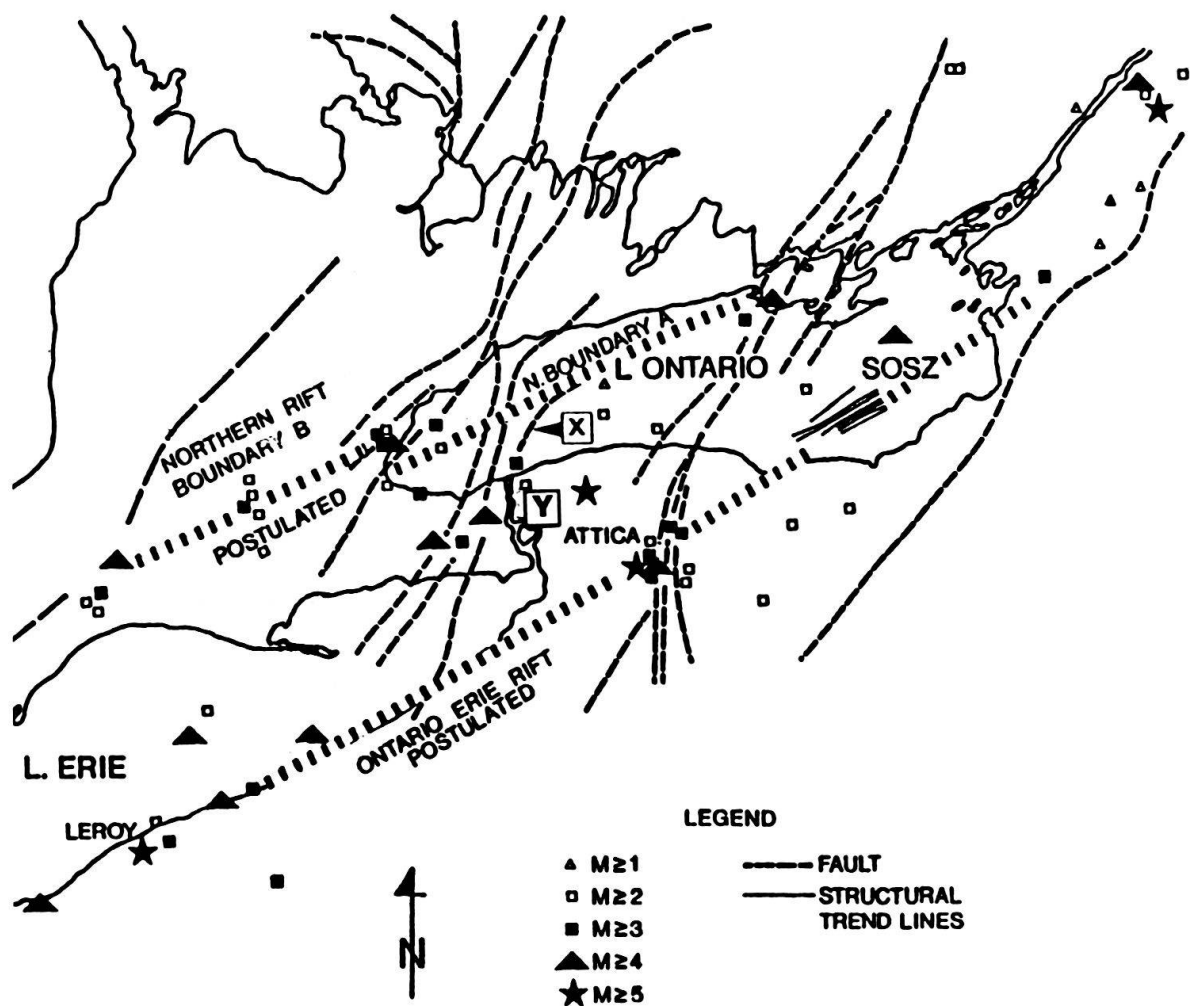 N. BOUNDARY A
L ONTARIO
SOSZ
NORTHERN RIFT
BOUNDARY B
POSTULATED
X
Y
ATTICA
ONTARIO ERIE RIFT
POSTULATED
L. ERIE
LEROY
N
LEGEND
M≥1
M≥2
M≥3
M≥4
M≥5
FAULT
STRUCTURAL
TREND LINES